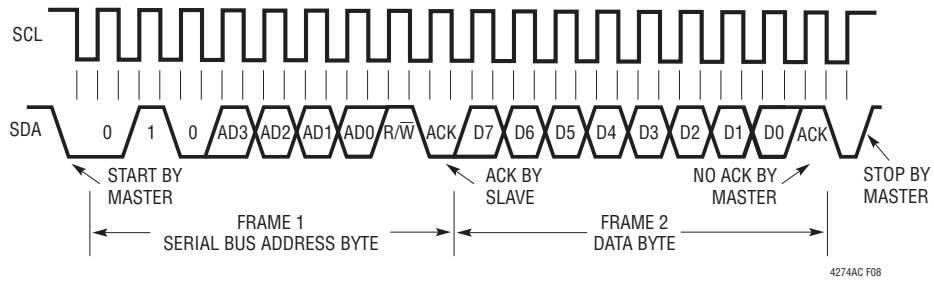 SCL
SDA 0 1 0 AD3 AD2 AD1 AD0 R/W̅ ACK D7 D6 D5 D4 D3 D2 D1 D0 ACK
START BY
MASTER
ACK BY
SLAVE
NO ACK BY
MASTER
STOP BY
MASTER
FRAME 1
SERIAL BUS ADDRESS BYTE
FRAME 2
DATA BYTE
4274AC F08